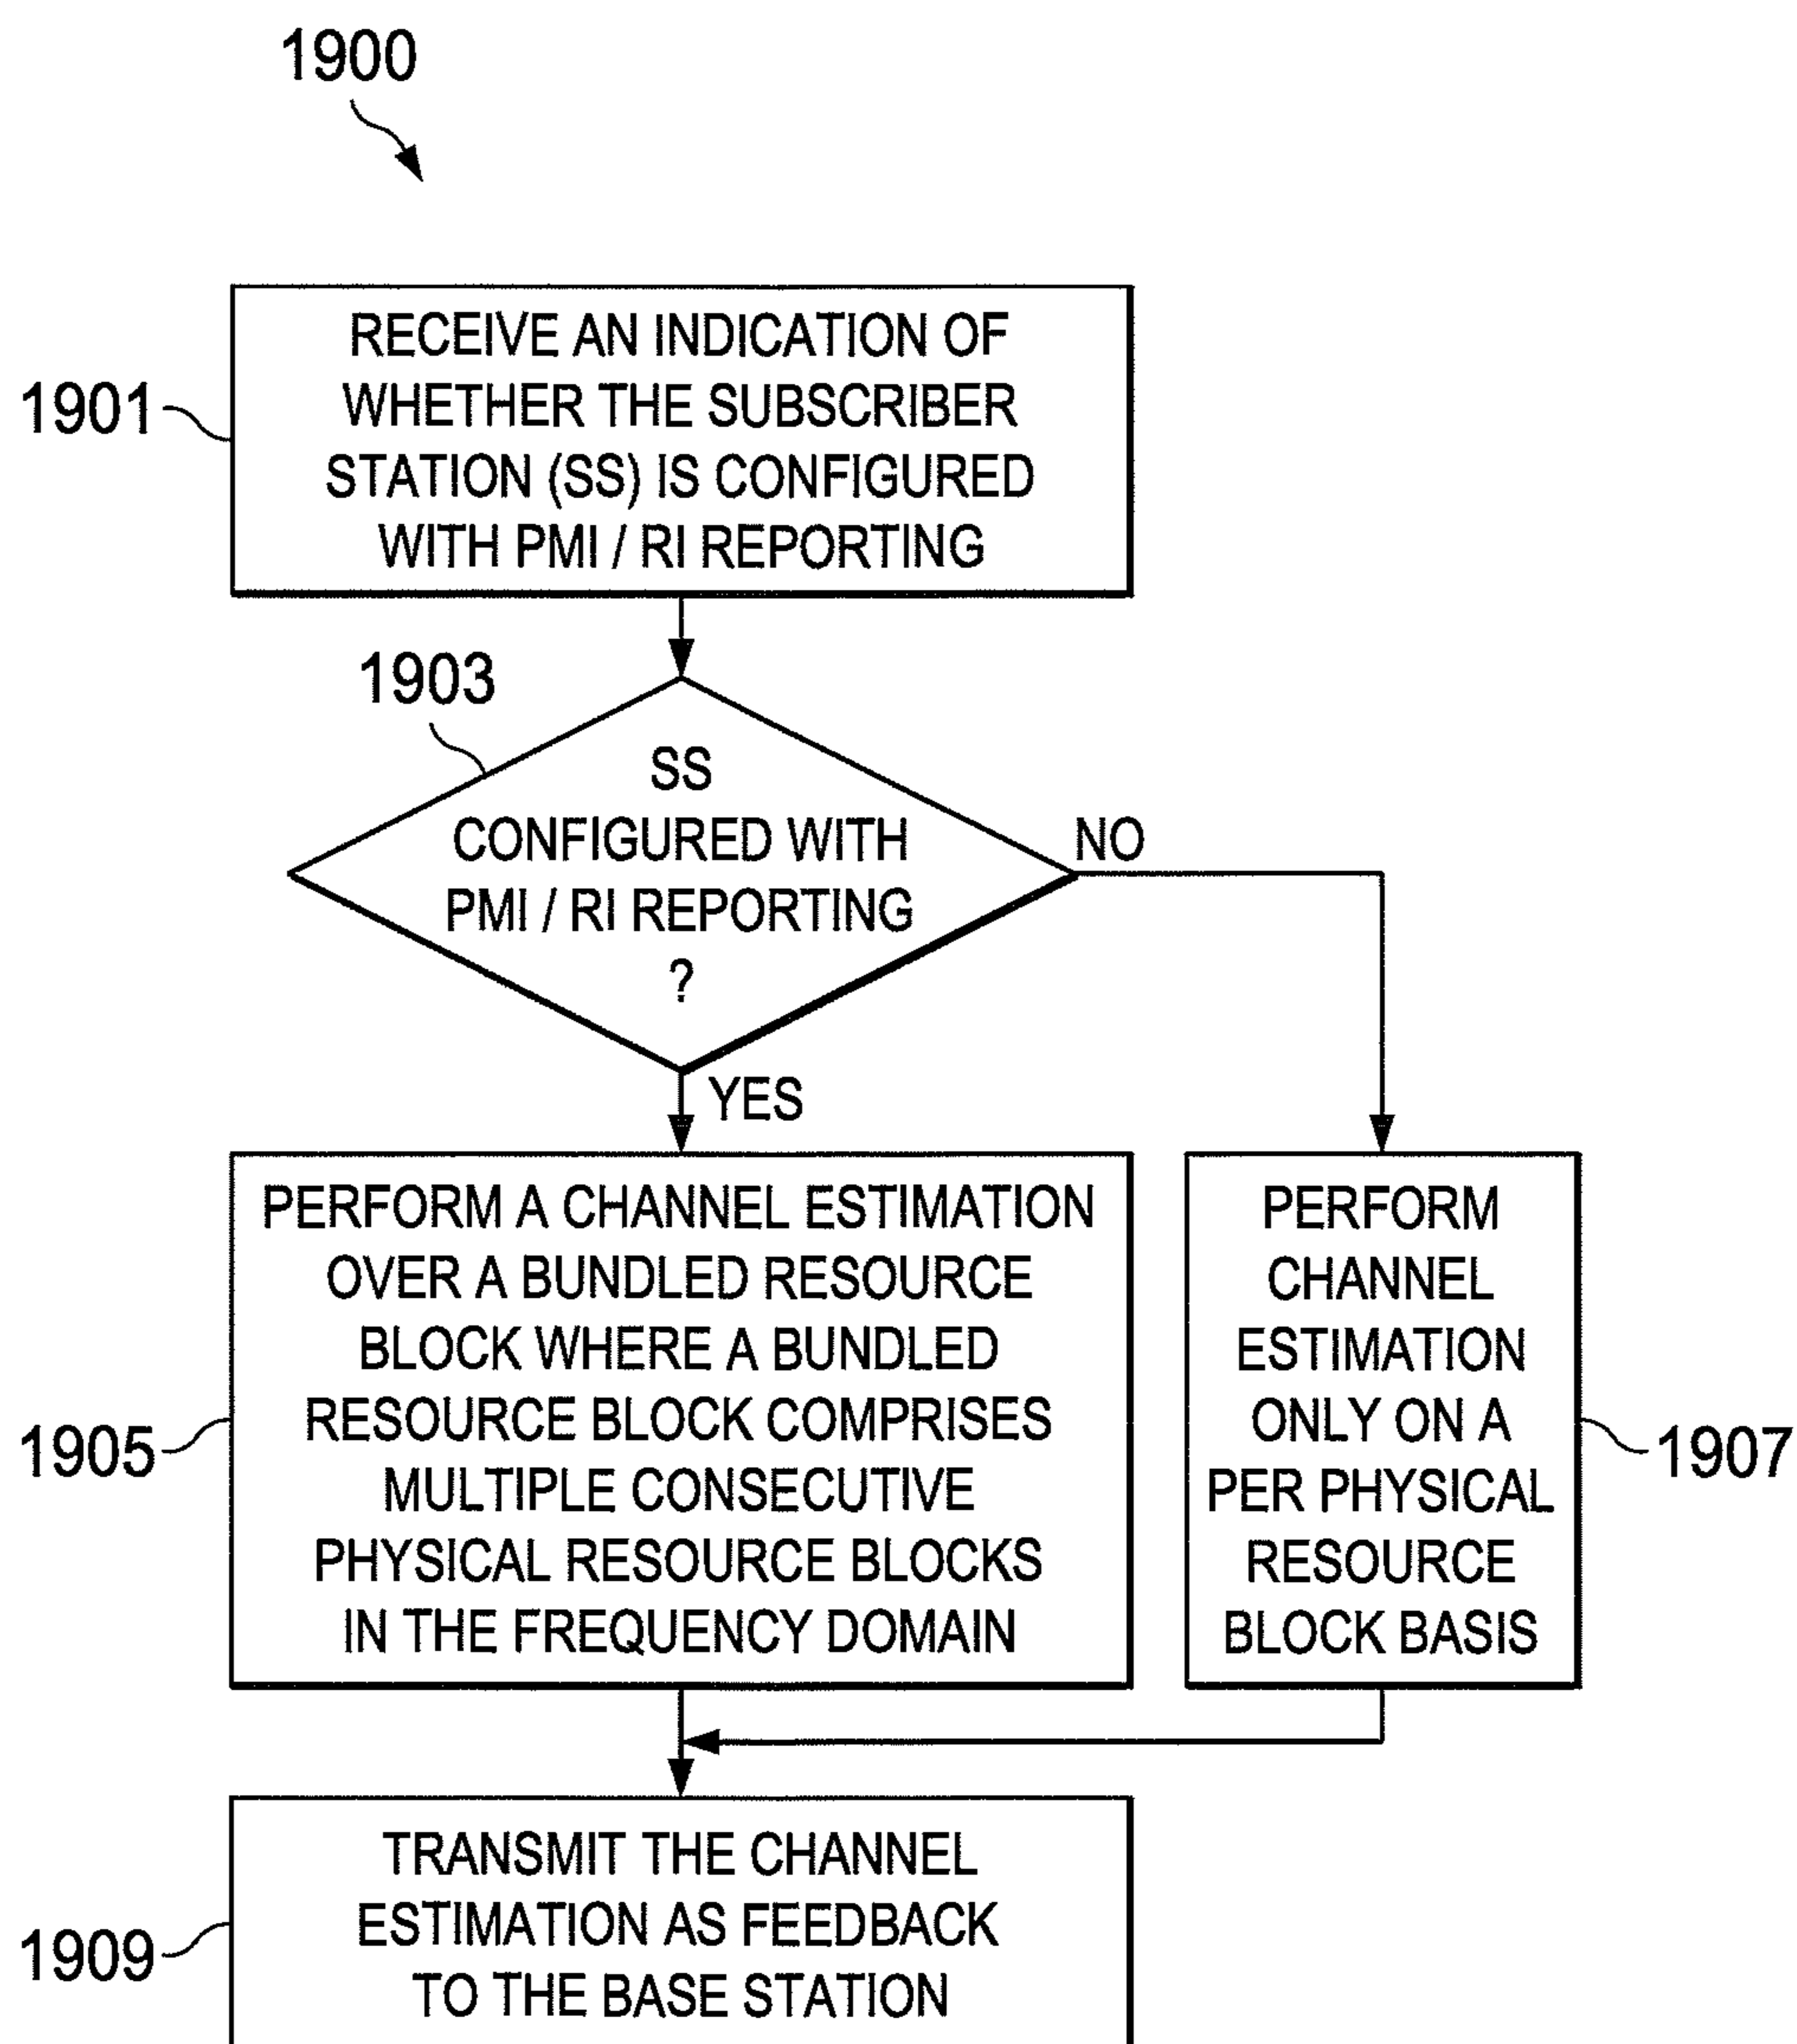 1900
1901
RECEIVE AN INDICATION OF
WHETHER THE SUBSCRIBER
STATION (SS) IS CONFIGURED
WITH PMI / RI REPORTING
1903
SS
CONFIGURED WITH
PMI / RI REPORTING
?
NO
YES
1905
PERFORM A CHANNEL ESTIMATION
OVER A BUNDLED RESOURCE
BLOCK WHERE A BUNDLED
RESOURCE BLOCK COMPRISES
MULTIPLE CONSECUTIVE
PHYSICAL RESOURCE BLOCKS
IN THE FREQUENCY DOMAIN
PERFORM
CHANNEL
ESTIMATION
ONLY ON A
PER PHYSICAL
RESOURCE
BLOCK BASIS
1907
1909
TRANSMIT THE CHANNEL
ESTIMATION AS FEEDBACK
TO THE BASE STATION